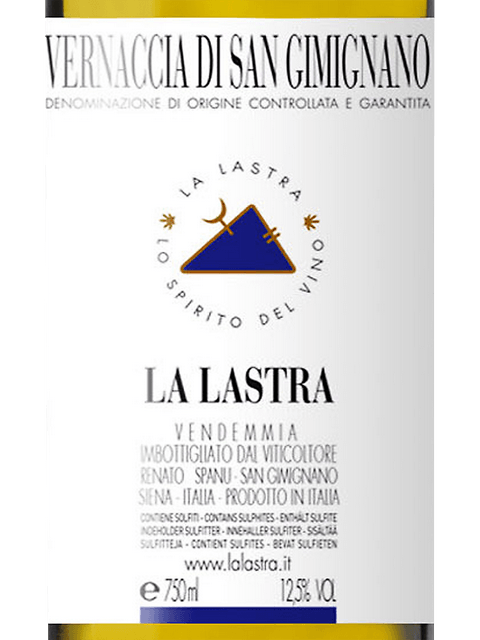 VERNACCIA DI SAN GIMIGNANO
DENOMINAZIONE DI ORIGINE CONTROLLATA E GARANTITA
LA LASTRA
LO SPIRITO DEL VINO
LA LASTRA
VENDEMMIA
IMBOTTIGLIATO DAL VITICOLTORE
RENATO SPANU - SAN GIMIGNANO
SIENA - ITALIA - PRODOTTO IN ITALIA
CONTIENE SOLFITI - CONTAINS SULPHITES - ENTHÄLT SULFITE
INDEHOLDER SULFITTER - INNEHALLER SULFITER - SISÄLTÄÄ
SULFITTEJA - CONTIENT SULFITES - BEVAT SULFIETEN
www.lalastra.it
e 750ml 12,5% VOL